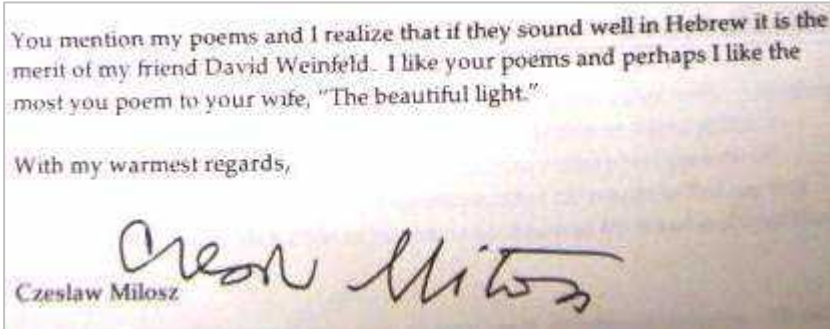 You mention my poems and I realize that if they sound well in Hebrew it is the
merit of my friend David Weinfeld. I like your poems and perhaps I like the
most you poem to your wife, "The beautiful light."
With my warmest regards,
Czeslaw Milosz
Czeslaw Milosz